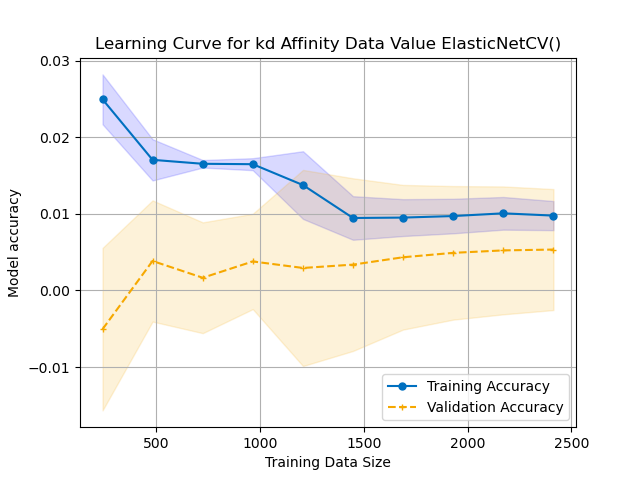 Learning Curve for kd Affinity Data Value ElasticNetCV()
0.03
0.02
0.01
0.00
−0.01
Model accuracy
Training Accuracy
Validation Accuracy
500 1000 1500 2000 2500
Training Data Size